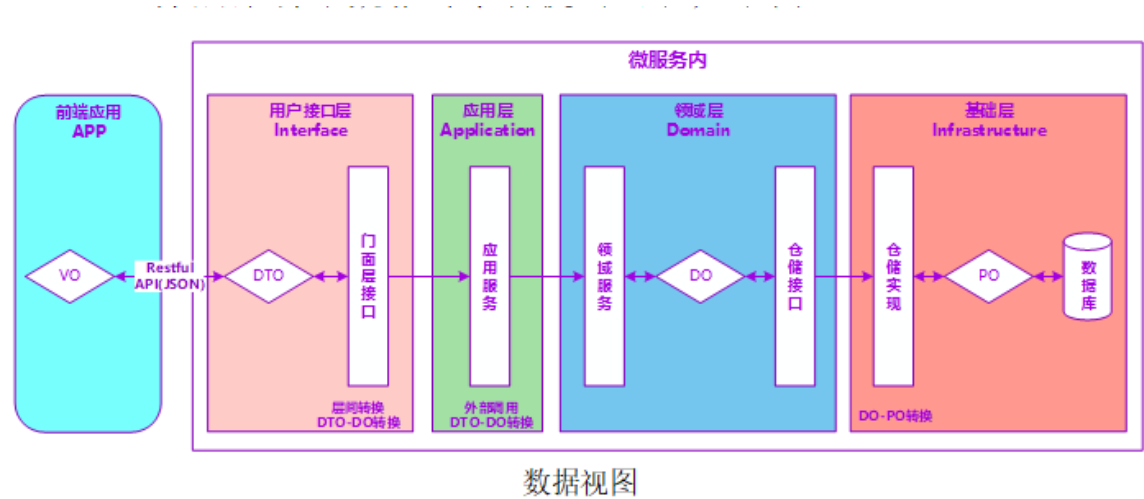 微服务内
前端应用
APP
用户接口层
Interface
应用层
Application
领域层
Domain
基础层
Infrastructure
VO
Restful
API(JSON)
DTO
门面层接口
应用服务
领域服务
DO
仓储接口
仓储实现
PO
数据库
层间转换
DTO-DO转换
外部调用
DTO-DO转换
DO-PO转换
数据视图